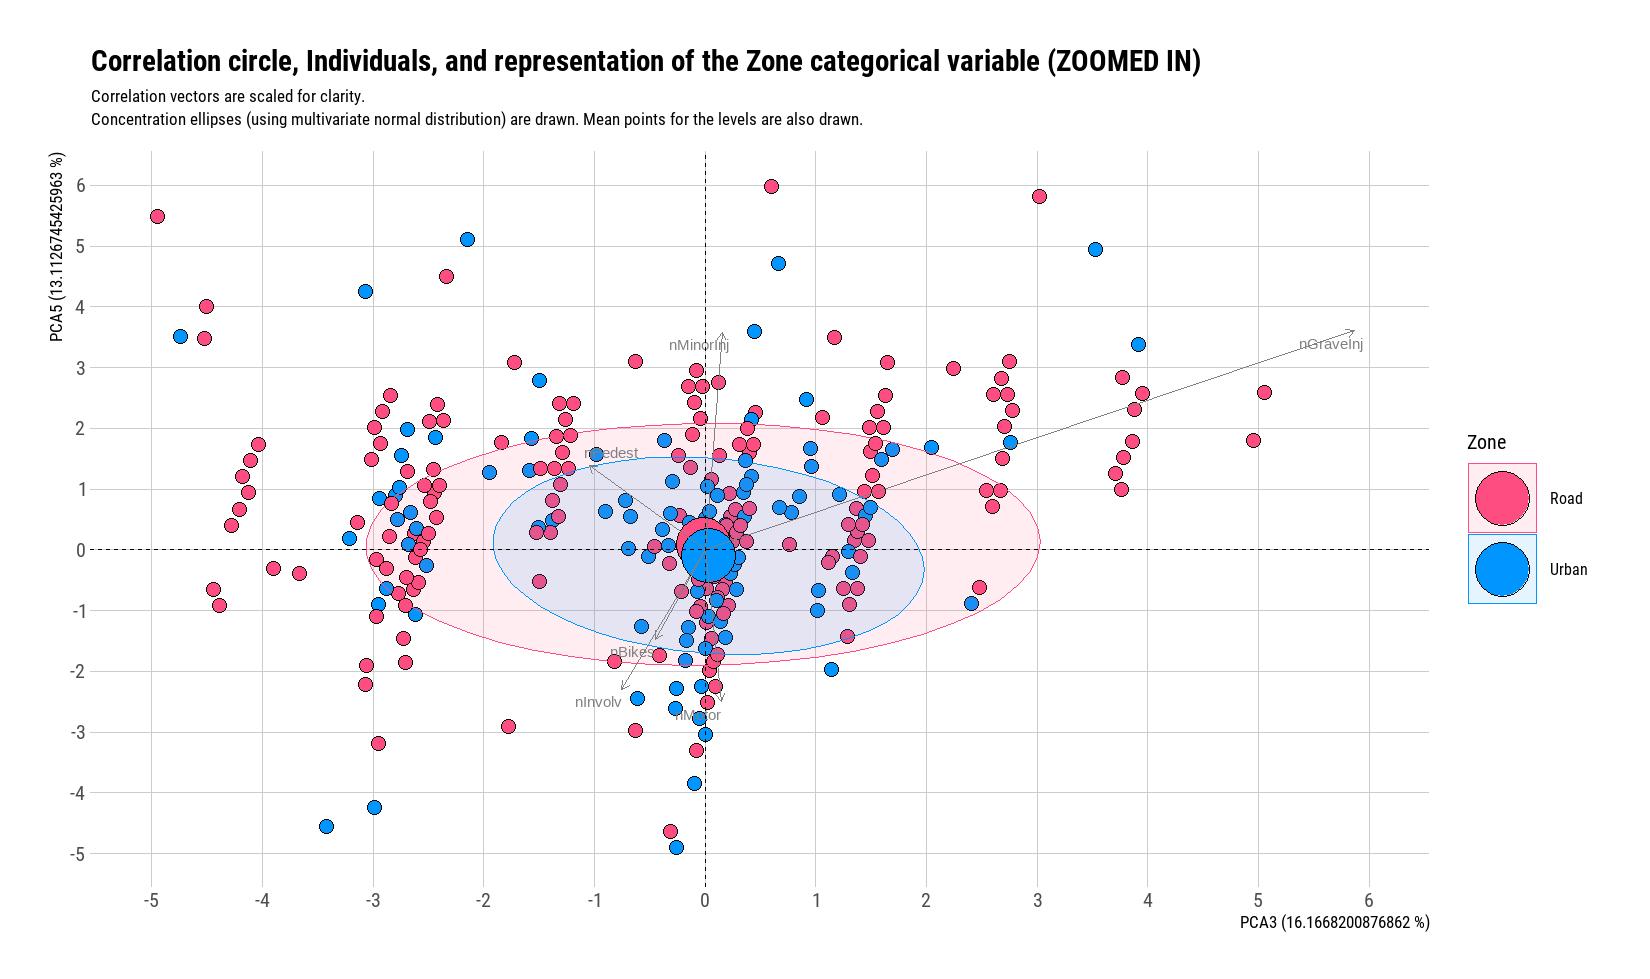 Correlation circle, Individuals, and representation of the Zone categorical variable (ZOOMED IN)
Correlation vectors are scaled for clarity.
Concentration ellipses (using multivariate normal distribution) are drawn. Mean points for the levels are also drawn.
PCA5 (13.1126745425963 %)
6
5
4
3
2
1
0
-1
-2
-3
-4
-5
nMinorInj
nGraveInj
nBikes
nInvolv
-5
-4
-3
-2
-1
0
1
2
3
4
5
6
PCA3 (16.1668200876862 %)
Zone
Road
Urban